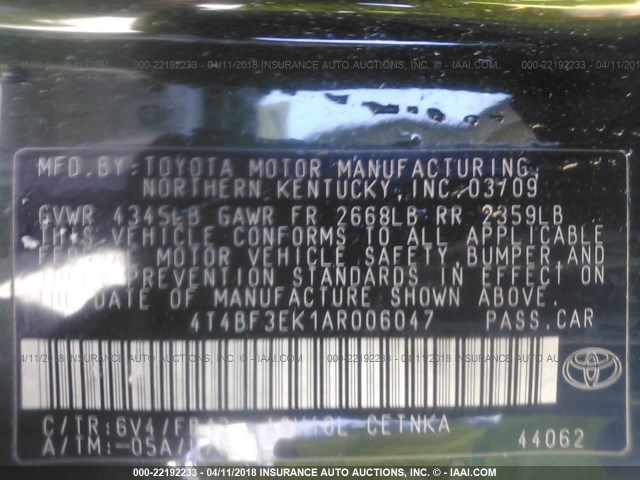 000-22192233 - 04/11/2018 INSURANCE AUTO AUCTIONS, INC. © - IAAI.COM
MFD. BY: TOYOTA MOTOR MANUFACTURING
NORTHERN KENTUCKY, INC. 03/09
GVWR 4345LB GAWR FR 2668LB RR 2359LB
THIS VEHICLE CONFORMS TO ALL APPLICABLE
MOTOR VEHICLE SAFETY, BUMPER, AND
PREVENTION STANDARDS IN EFFECT ON
DATE OF MANUFACTURE SHOWN ABOVE.
4T4BF3EK1AR006047 PASS. CAR
C/TR: 6V4/ CETNKA
A/TM: -05A/ 44062
000-22192233 - 04/11/2018 INSURANCE AUTO AUCTIONS, INC. © - IAAI.COM